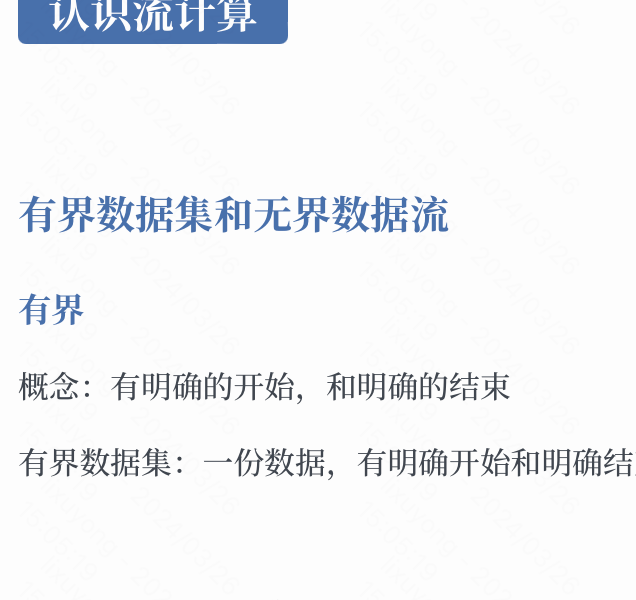 认识流计算
有界数据集和无界数据流
有界
概念：有明确的开始，和明确的结束
有界数据集：一份数据，有明确开始和明确结